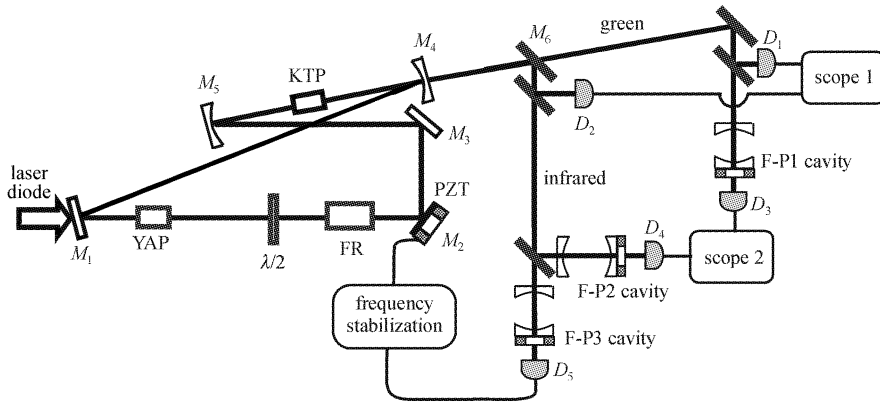 M6
green
D1
M4
scope 1
M5
KTP
D2
M3
F-P1 cavity
laser
diode
infrared
PZT
D3
D4
M1
YAP
λ/2
FR
M2
scope 2
F-P2 cavity
frequency
stabilization
F-P3 cavity
D5